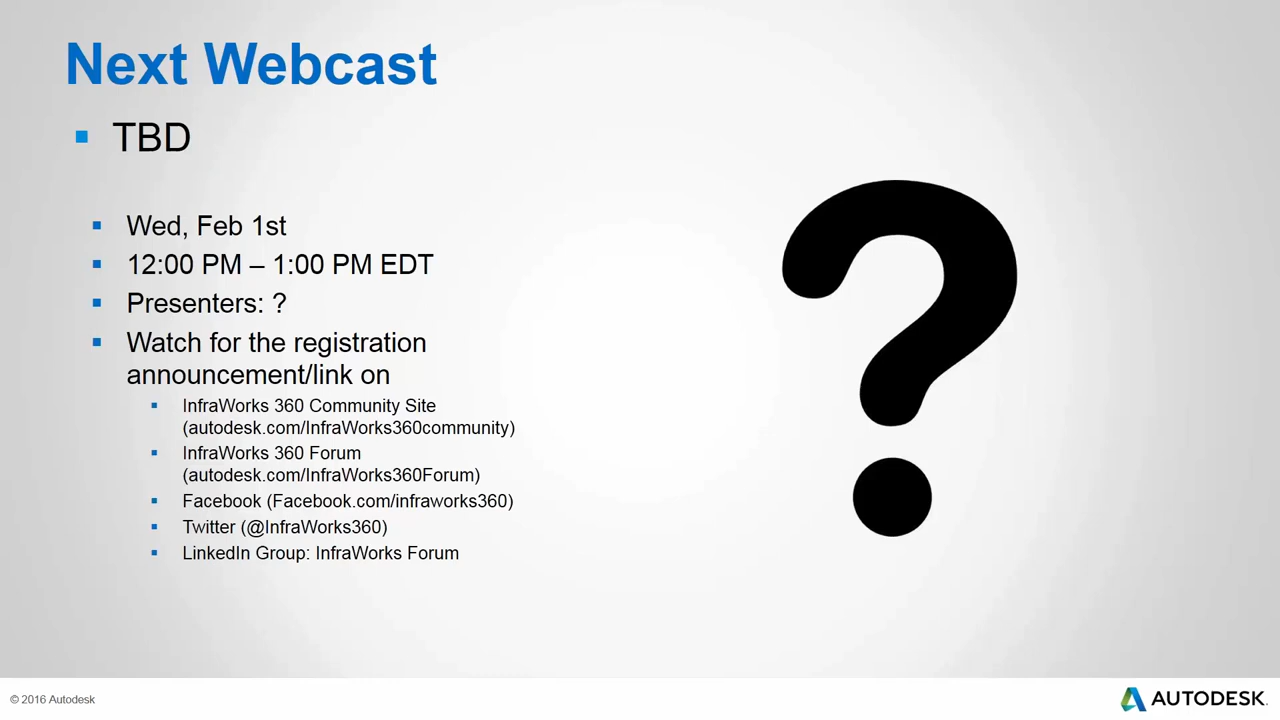 Next Webcast
▪ TBD
▪ Wed, Feb 1st
▪ 12:00 PM – 1:00 PM EDT
▪ Presenters: ?
▪ Watch for the registration
announcement/link on
▪ InfraWorks 360 Community Site
(autodesk.com/InfraWorks360community)
▪ InfraWorks 360 Forum
(autodesk.com/InfraWorks360Forum)
▪ Facebook (Facebook.com/infraworks360)
▪ Twitter (@InfraWorks360)
▪ LinkedIn Group: InfraWorks Forum
?
© 2016 Autodesk
AUTODESK.